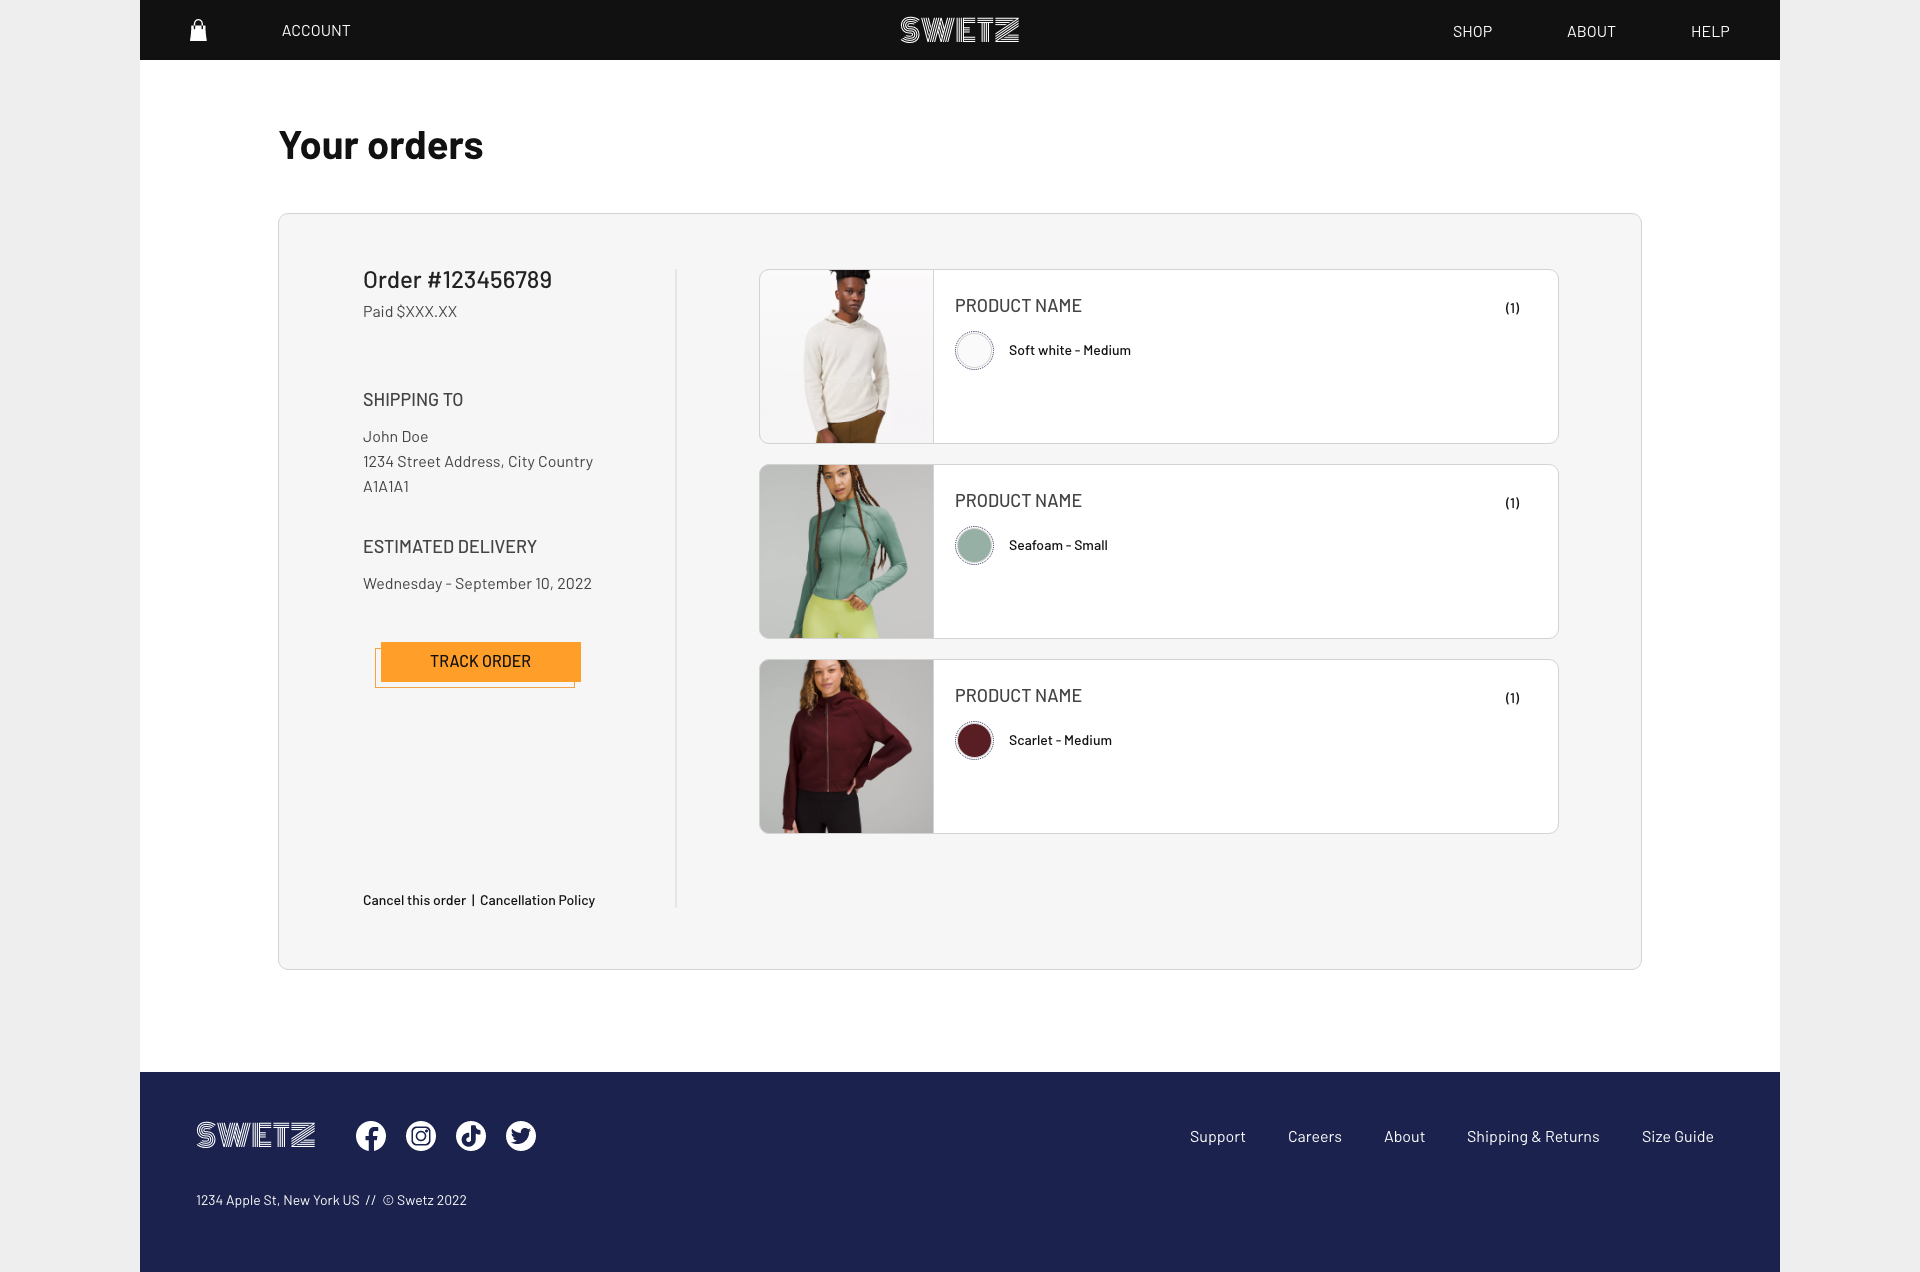 ACCOUNT
SWETZ
SHOP
ABOUT
HELP
Your orders
Order #123456789
Paid $XXX.XX
SHIPPING TO
John Doe
1234 Street Address, City Country
A1A1A1
ESTIMATED DELIVERY
Wednesday - September 10, 2022
TRACK ORDER
Cancel this order | Cancellation Policy
PRODUCT NAME
(1)
Soft white - Medium
PRODUCT NAME
(1)
Seafoam - Small
PRODUCT NAME
(1)
Scarlet - Medium
SWETZ
Support
Careers
About
Shipping & Returns
Size Guide
1234 Apple St, New York US // © Swetz 2022